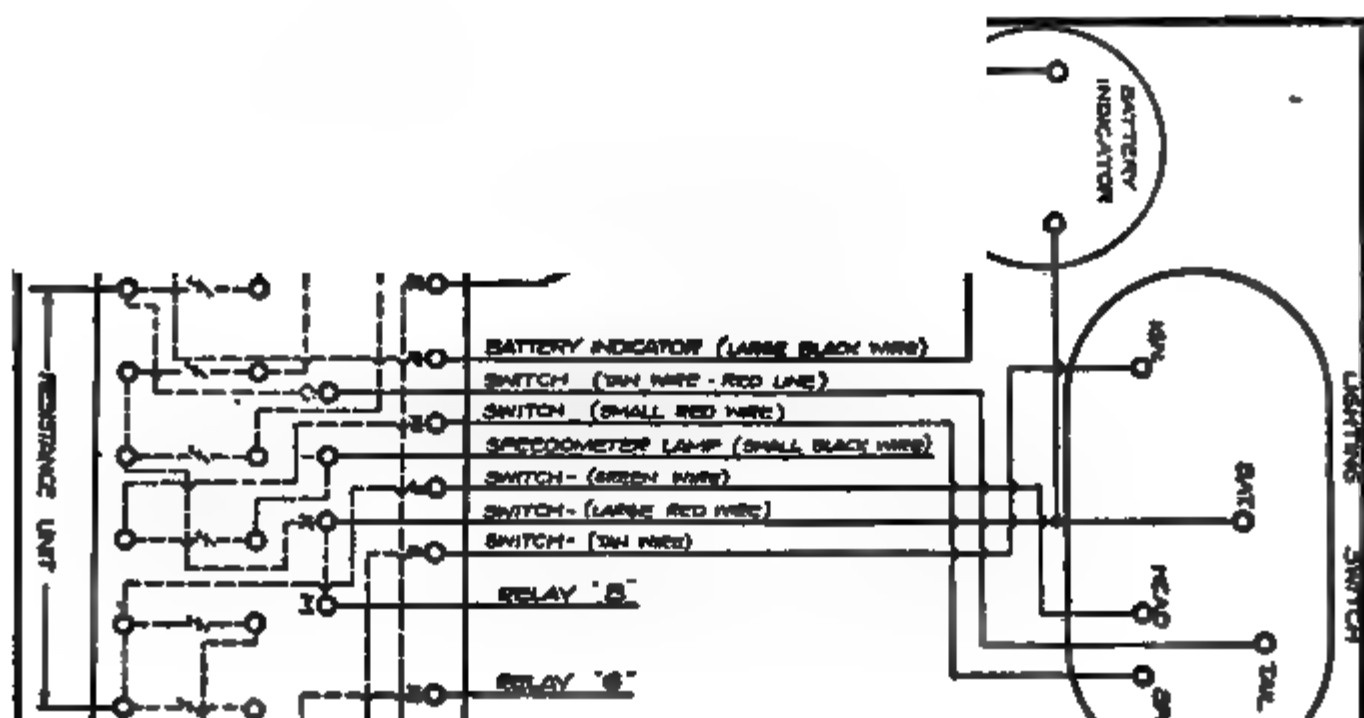 BATTERY
INDICATOR
BATTERY INDICATOR (LARGE BLACK WIRE)
SWITCH (TAN WIRE - RED LINE)
SWITCH (SMALL RED WIRE)
SPEEDOMETER LAMP (SMALL BLACK WIRE)
SWITCH - (GREEN WIRE)
SWITCH - (LARGE RED WIRE)
SWITCH - (TAN WIRE)
RELAY "B"
RELAY
RESISTANCE UNIT
LIGHTING SWITCH
BAT.
HEAD
TAIL